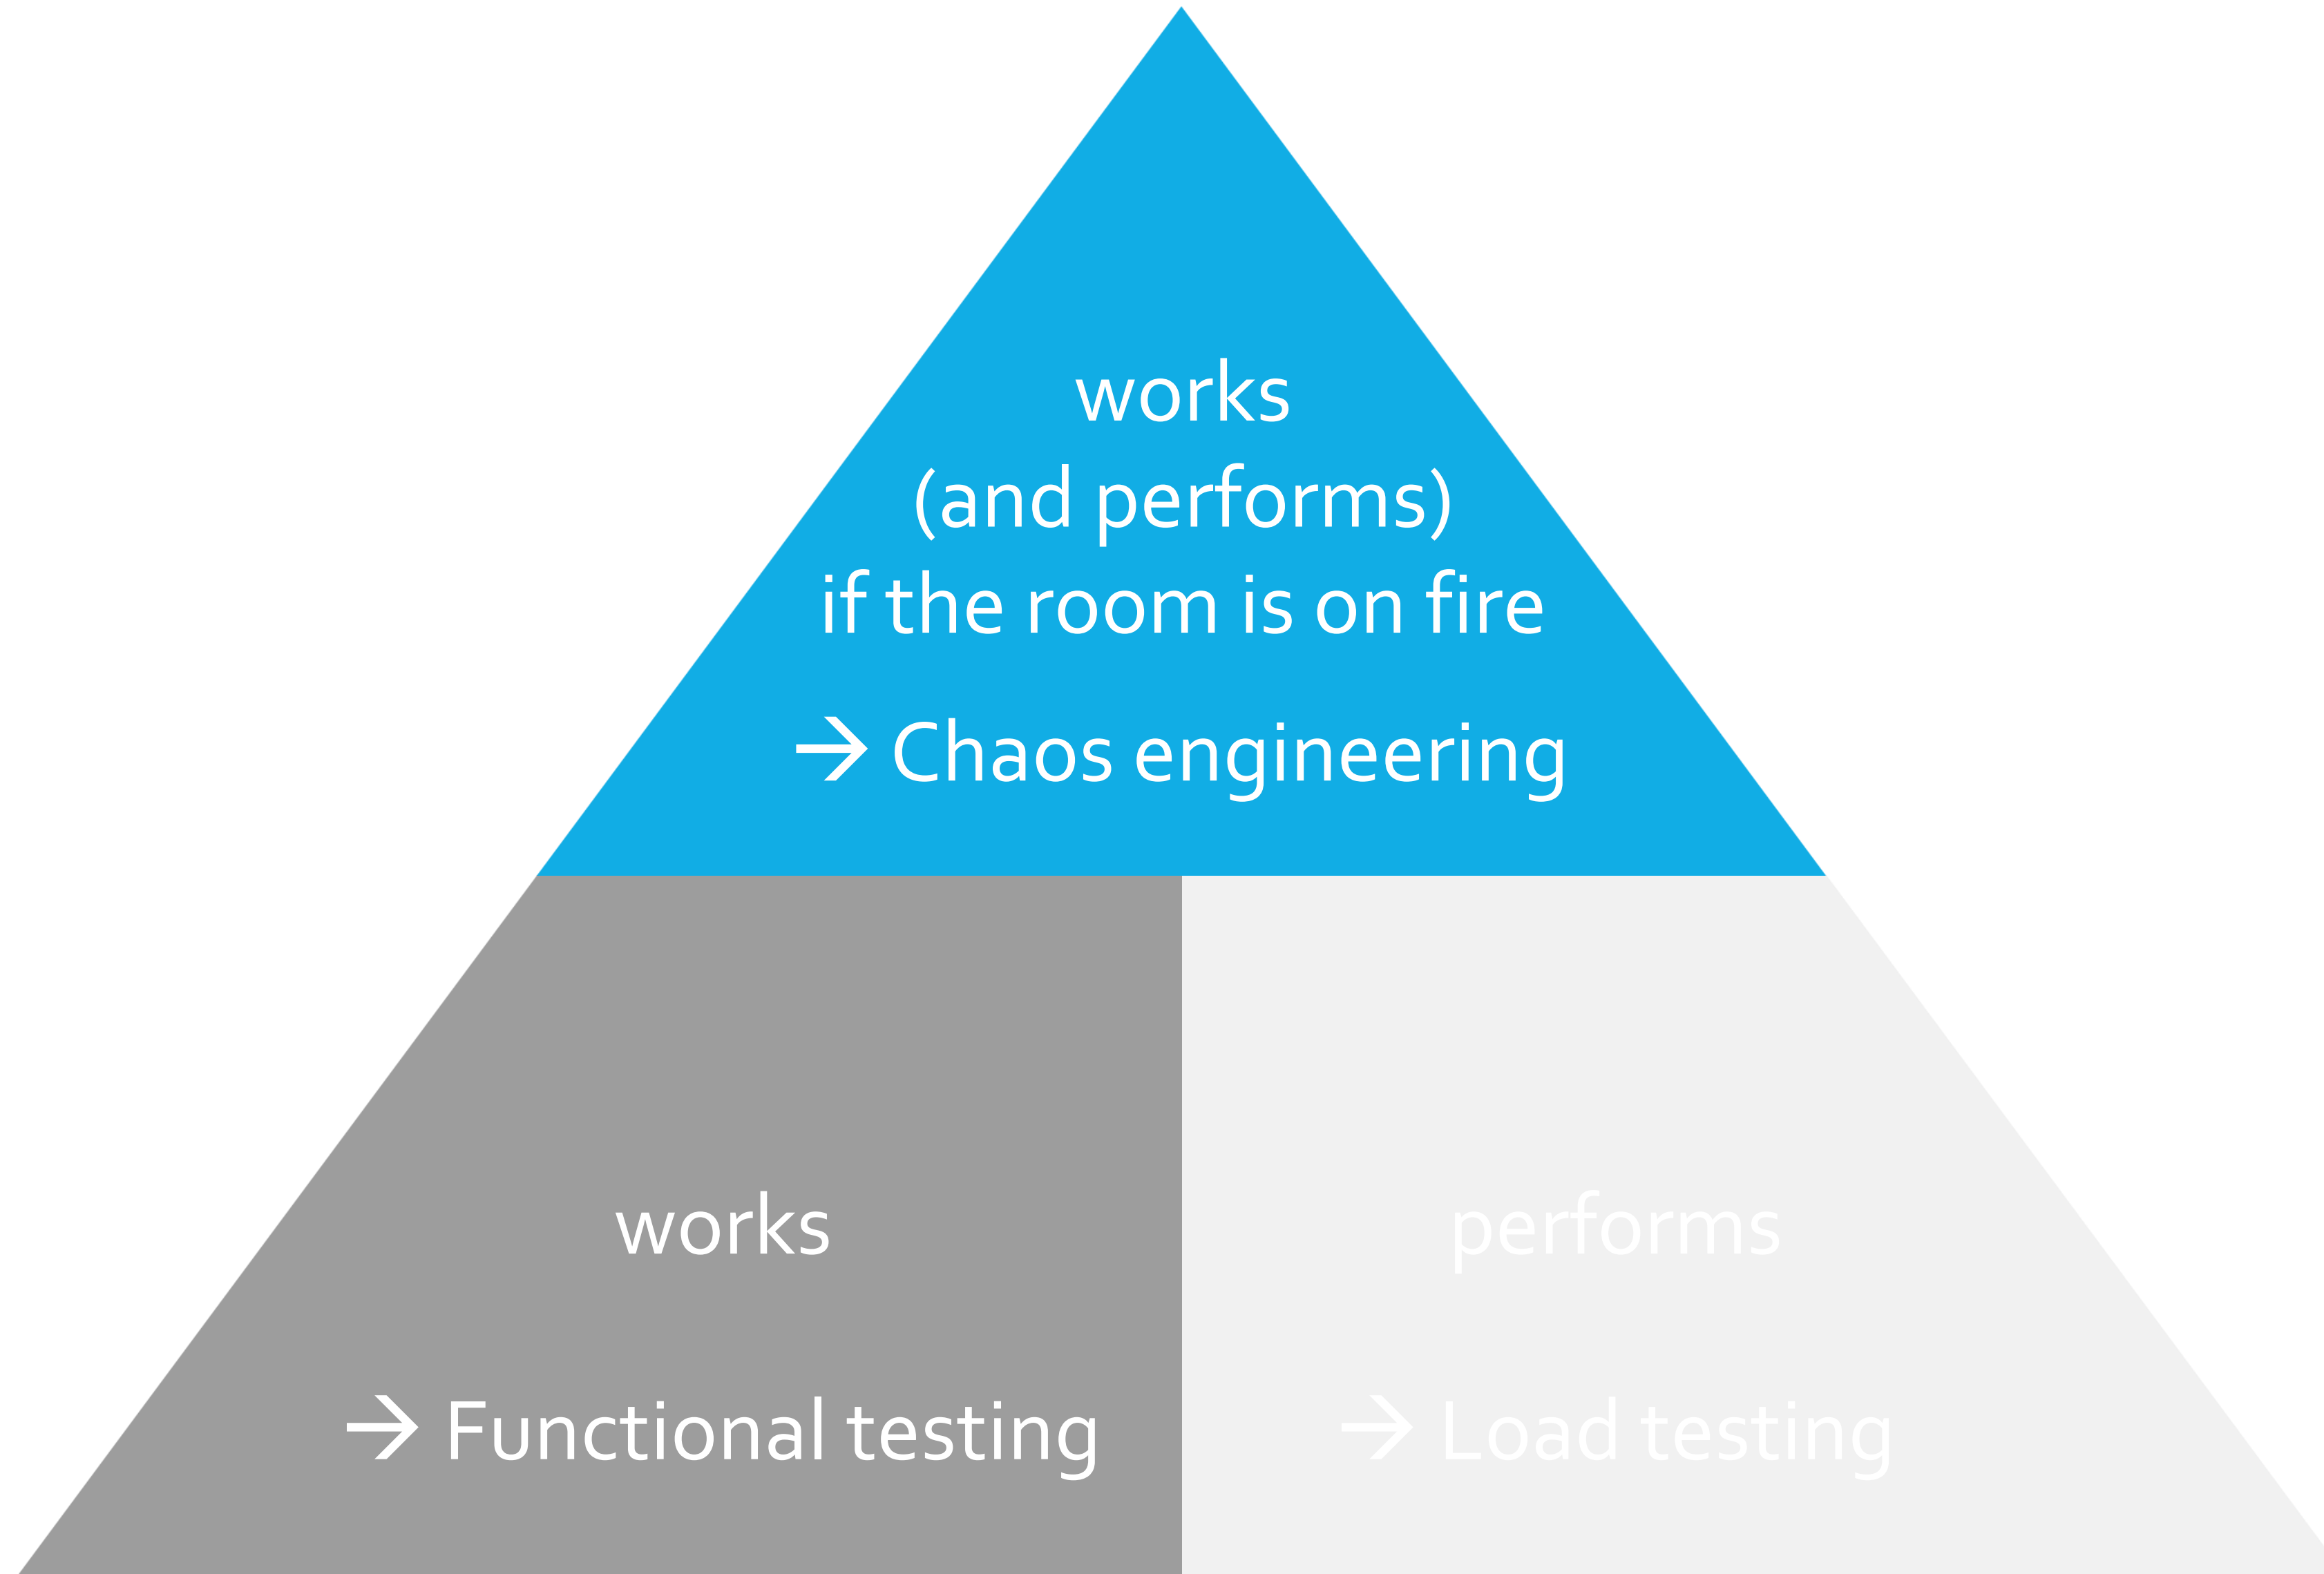 works
(and performs)
if the room is on fire
→ Chaos engineering
works
→ Functional testing
performs
→ Load testing